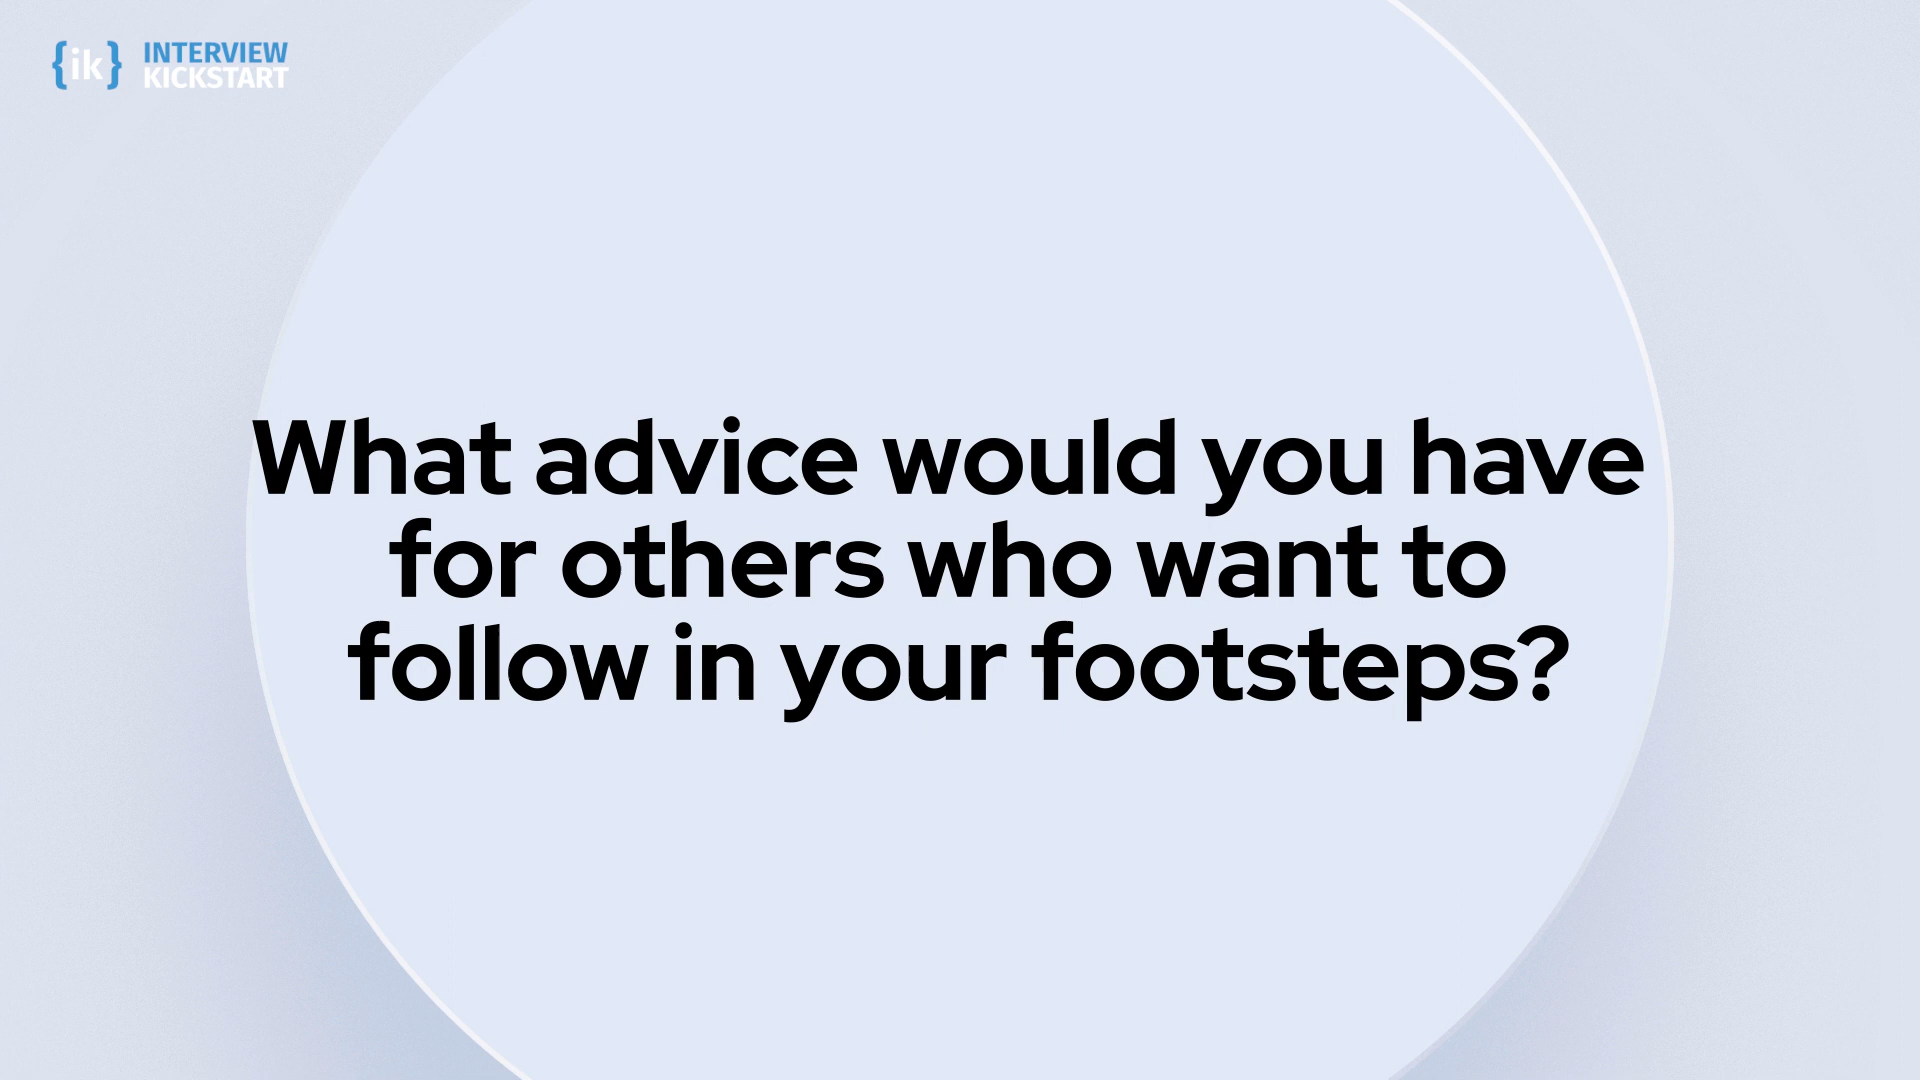 {ik} INTERVIEW
KICKSTART
What advice would you have
for others who want to
follow in your footsteps?